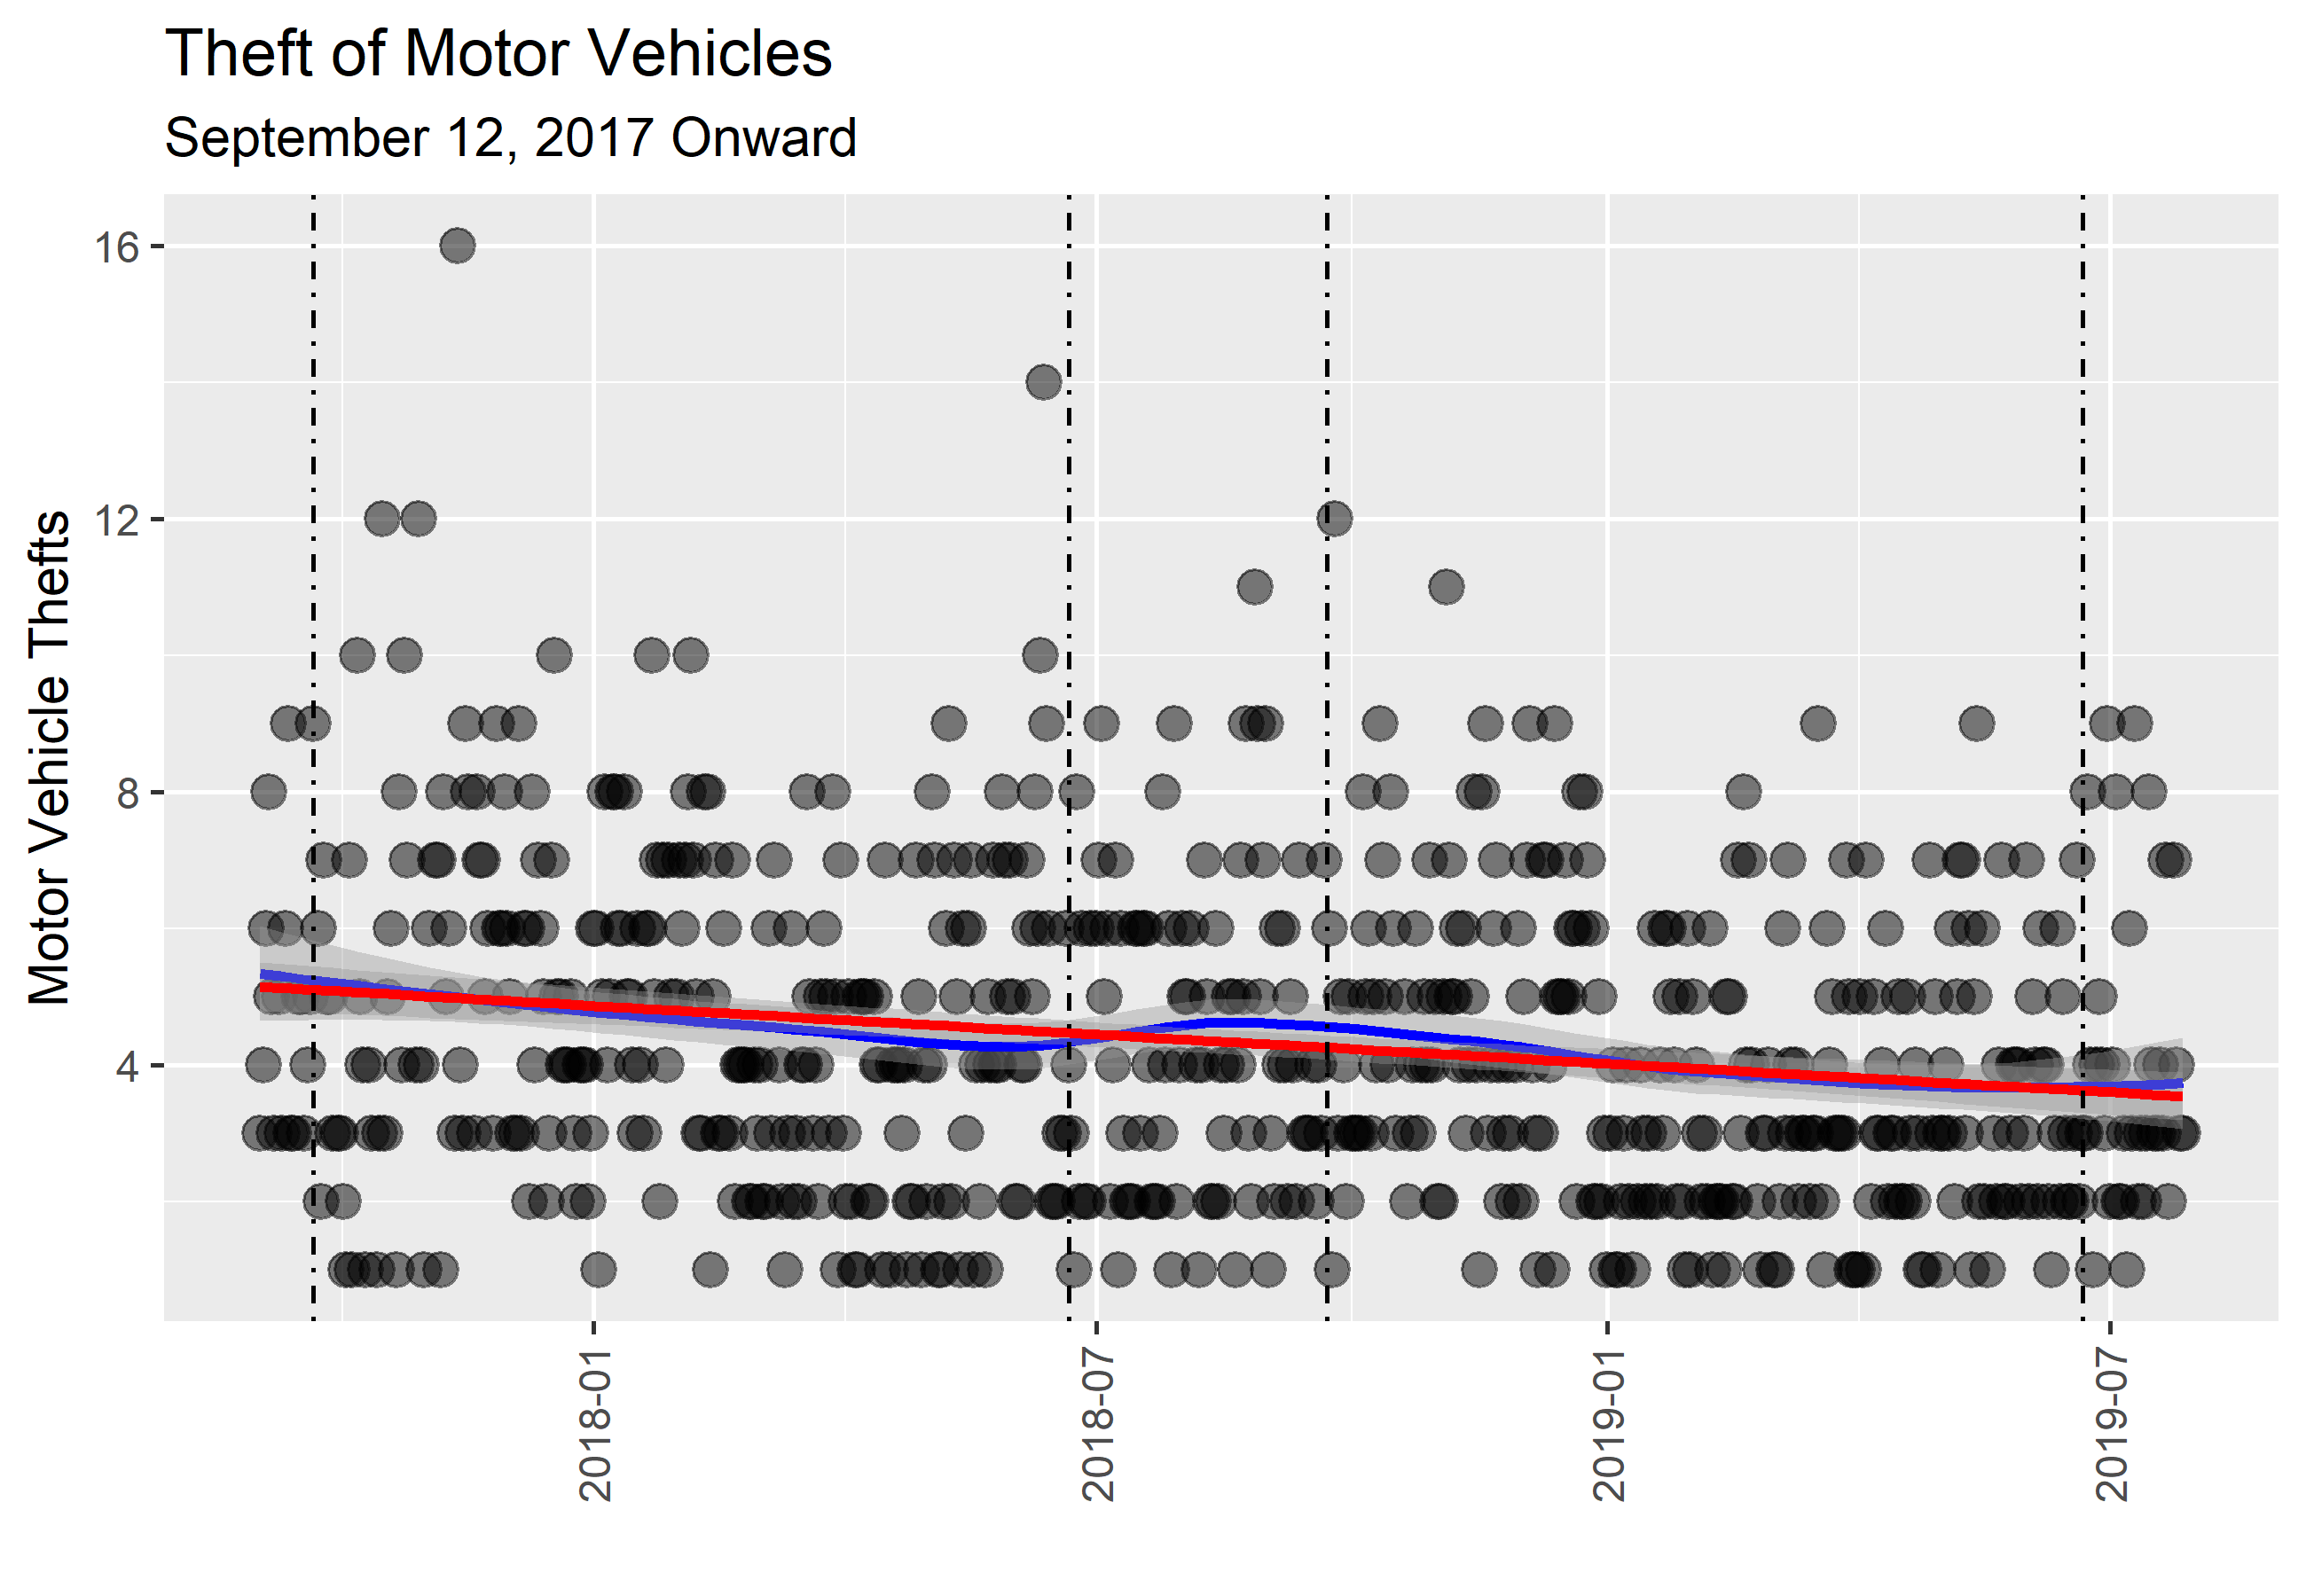 Theft of Motor Vehicles
September 12, 2017 Onward
Motor Vehicle Thefts
16
12
8
4
2018-01
2018-07
2019-01
2019-07